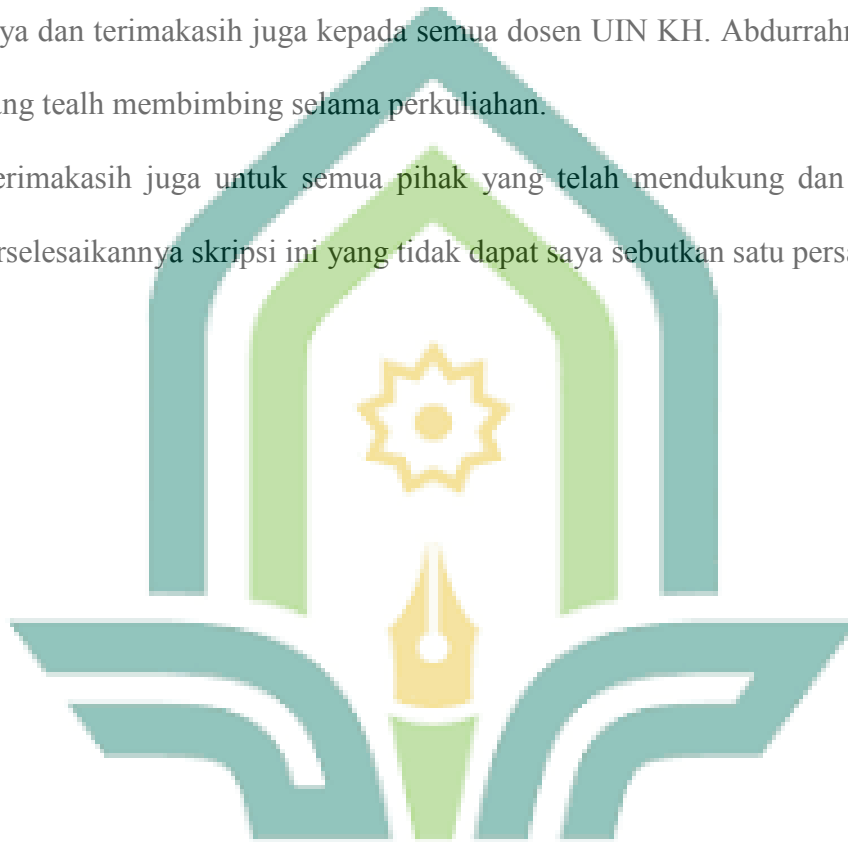 ya dan terimakasih juga kepada semua dosen UIN KH. Abdurrahm
ng tealh membimbing selama perkuliahan.
erimakasih juga untuk semua pihak yang telah mendukung dan
rselesaikannya skripsi ini yang tidak dapat saya sebutkan satu persa